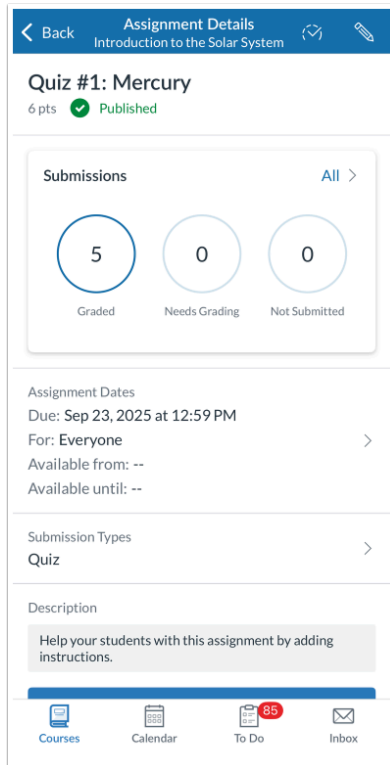 Back
Assignment Details
Introduction to the Solar System
Quiz #1: Mercury
6 pts Published
Submissions
All
5
0
0
Graded
Needs Grading
Not Submitted
Assignment Dates
Due: Sep 23, 2025 at 12:59 PM
For: Everyone
Available from: --
Available until: --
Submission Types
Quiz
Description
Help your students with this assignment by adding
instructions.
85
Courses
Calendar
To Do
Inbox